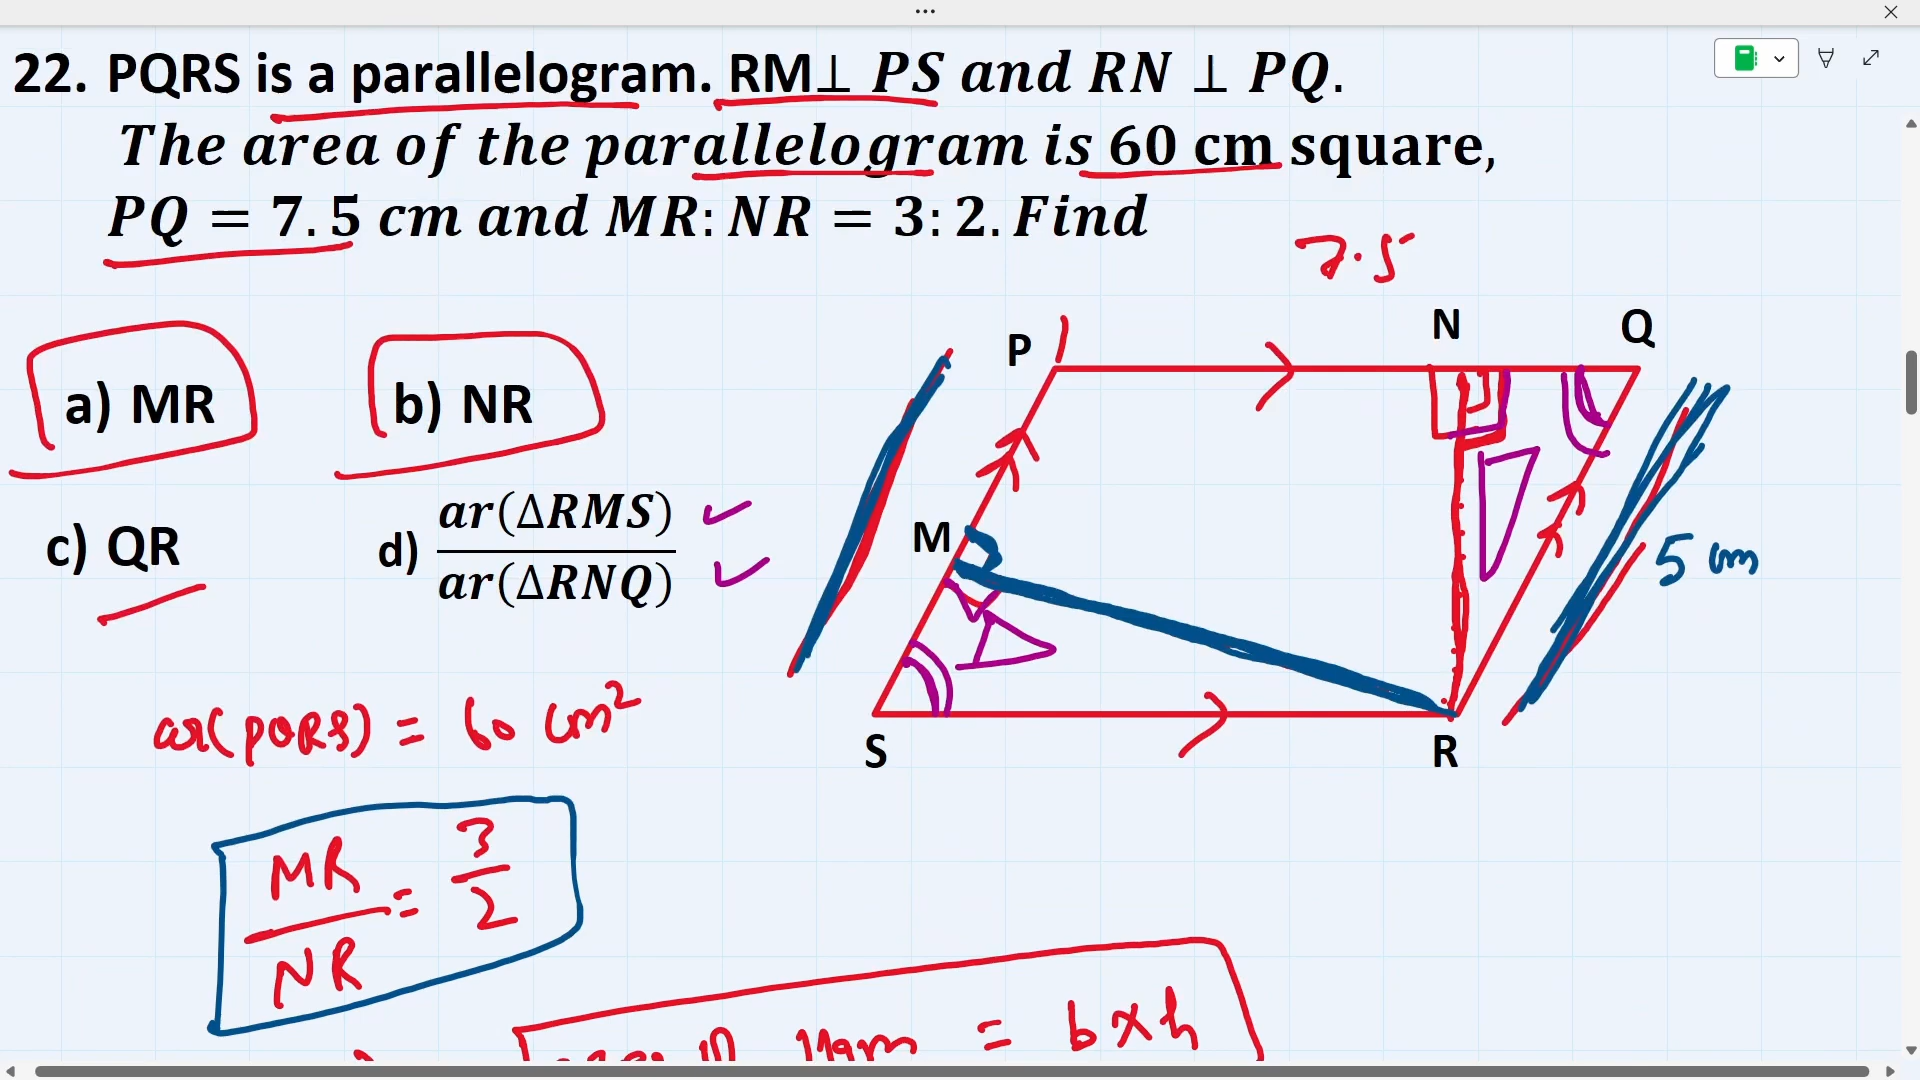 22. PQRS is a parallelogram. RM⊥ PS and RN ⊥ PQ.
The area of the parallelogram is 60 cm square,
PQ = 7.5 cm and MR: NR = 3: 2. Find
7.5
N Q
P
a) MR b) NR
M
c) QR d) ar(ΔRMS)
ar(ΔRNQ)
5 cm
S R
ar(PQRS) = 60 cm²
MR/NR = 3/2
= b×h